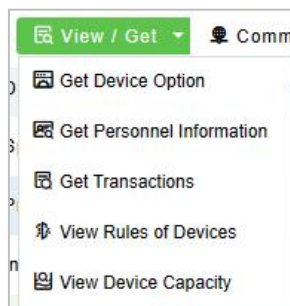 View / Get Comm
Get Device Option
Get Personnel Information
Get Transactions
View Rules of Devices
View Device Capacity